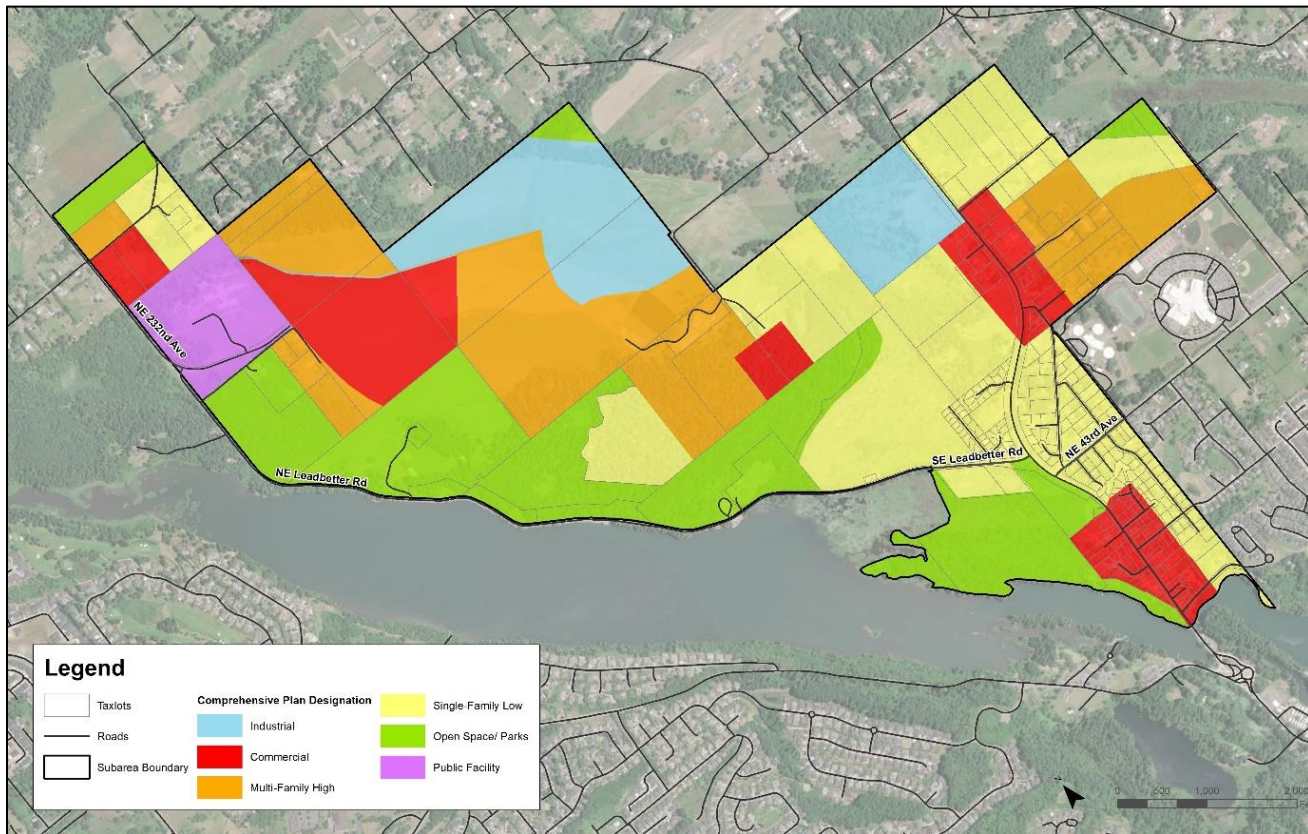 NE 232nd Ave
NE Leadbetter Rd
SE Leadbetter Rd
NE 43rd Ave
Legend
Taxlots
Roads
Subarea Boundary
Comprehensive Plan Designation
Industrial
Commercial
Multi-Family High
Single-Family Low
Open Space/ Parks
Public Facility
0 500 1,000 2,000